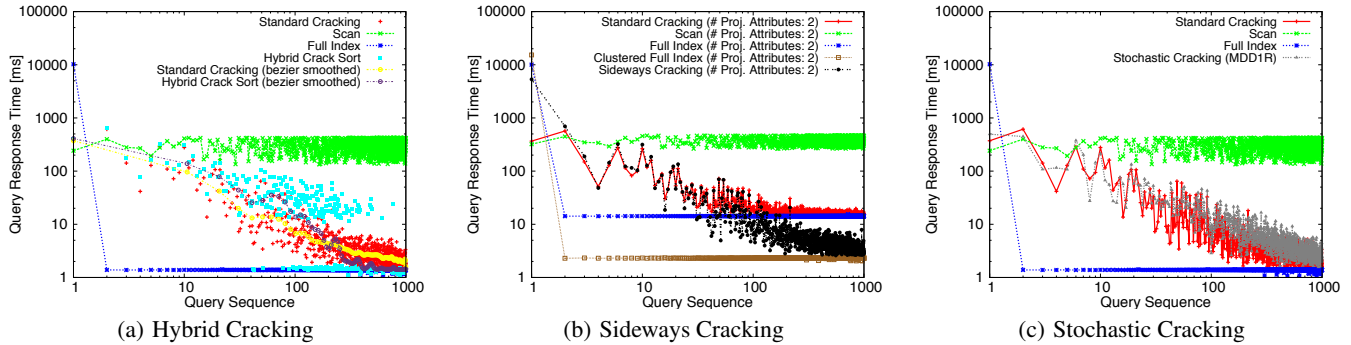 100000
10000
1000
100
10
1
Query Response Time [ms]
Standard Cracking
Scan
Full Index
Hybrid Crack Sort
Standard Cracking (bezier smoothed)
Hybrid Crack Sort (bezier smoothed)
1 10 100 1000
Query Sequence
(a) Hybrid Cracking
100000
10000
1000
100
10
1
Query Response Time [ms]
Standard Cracking (# Proj. Attributes: 2)
Scan (# Proj. Attributes: 2)
Full Index (# Proj. Attributes: 2)
Clustered Full Index (# Proj. Attributes: 2)
Sideways Cracking (# Proj. Attributes: 2)
1 10 100 1000
Query Sequence
(b) Sideways Cracking
100000
10000
1000
100
10
1
Query Response Time [ms]
Standard Cracking
Scan
Full Index
Stochastic Cracking (MDD1R)
1 10 100 1000
Query Sequence
(c) Stochastic Cracking